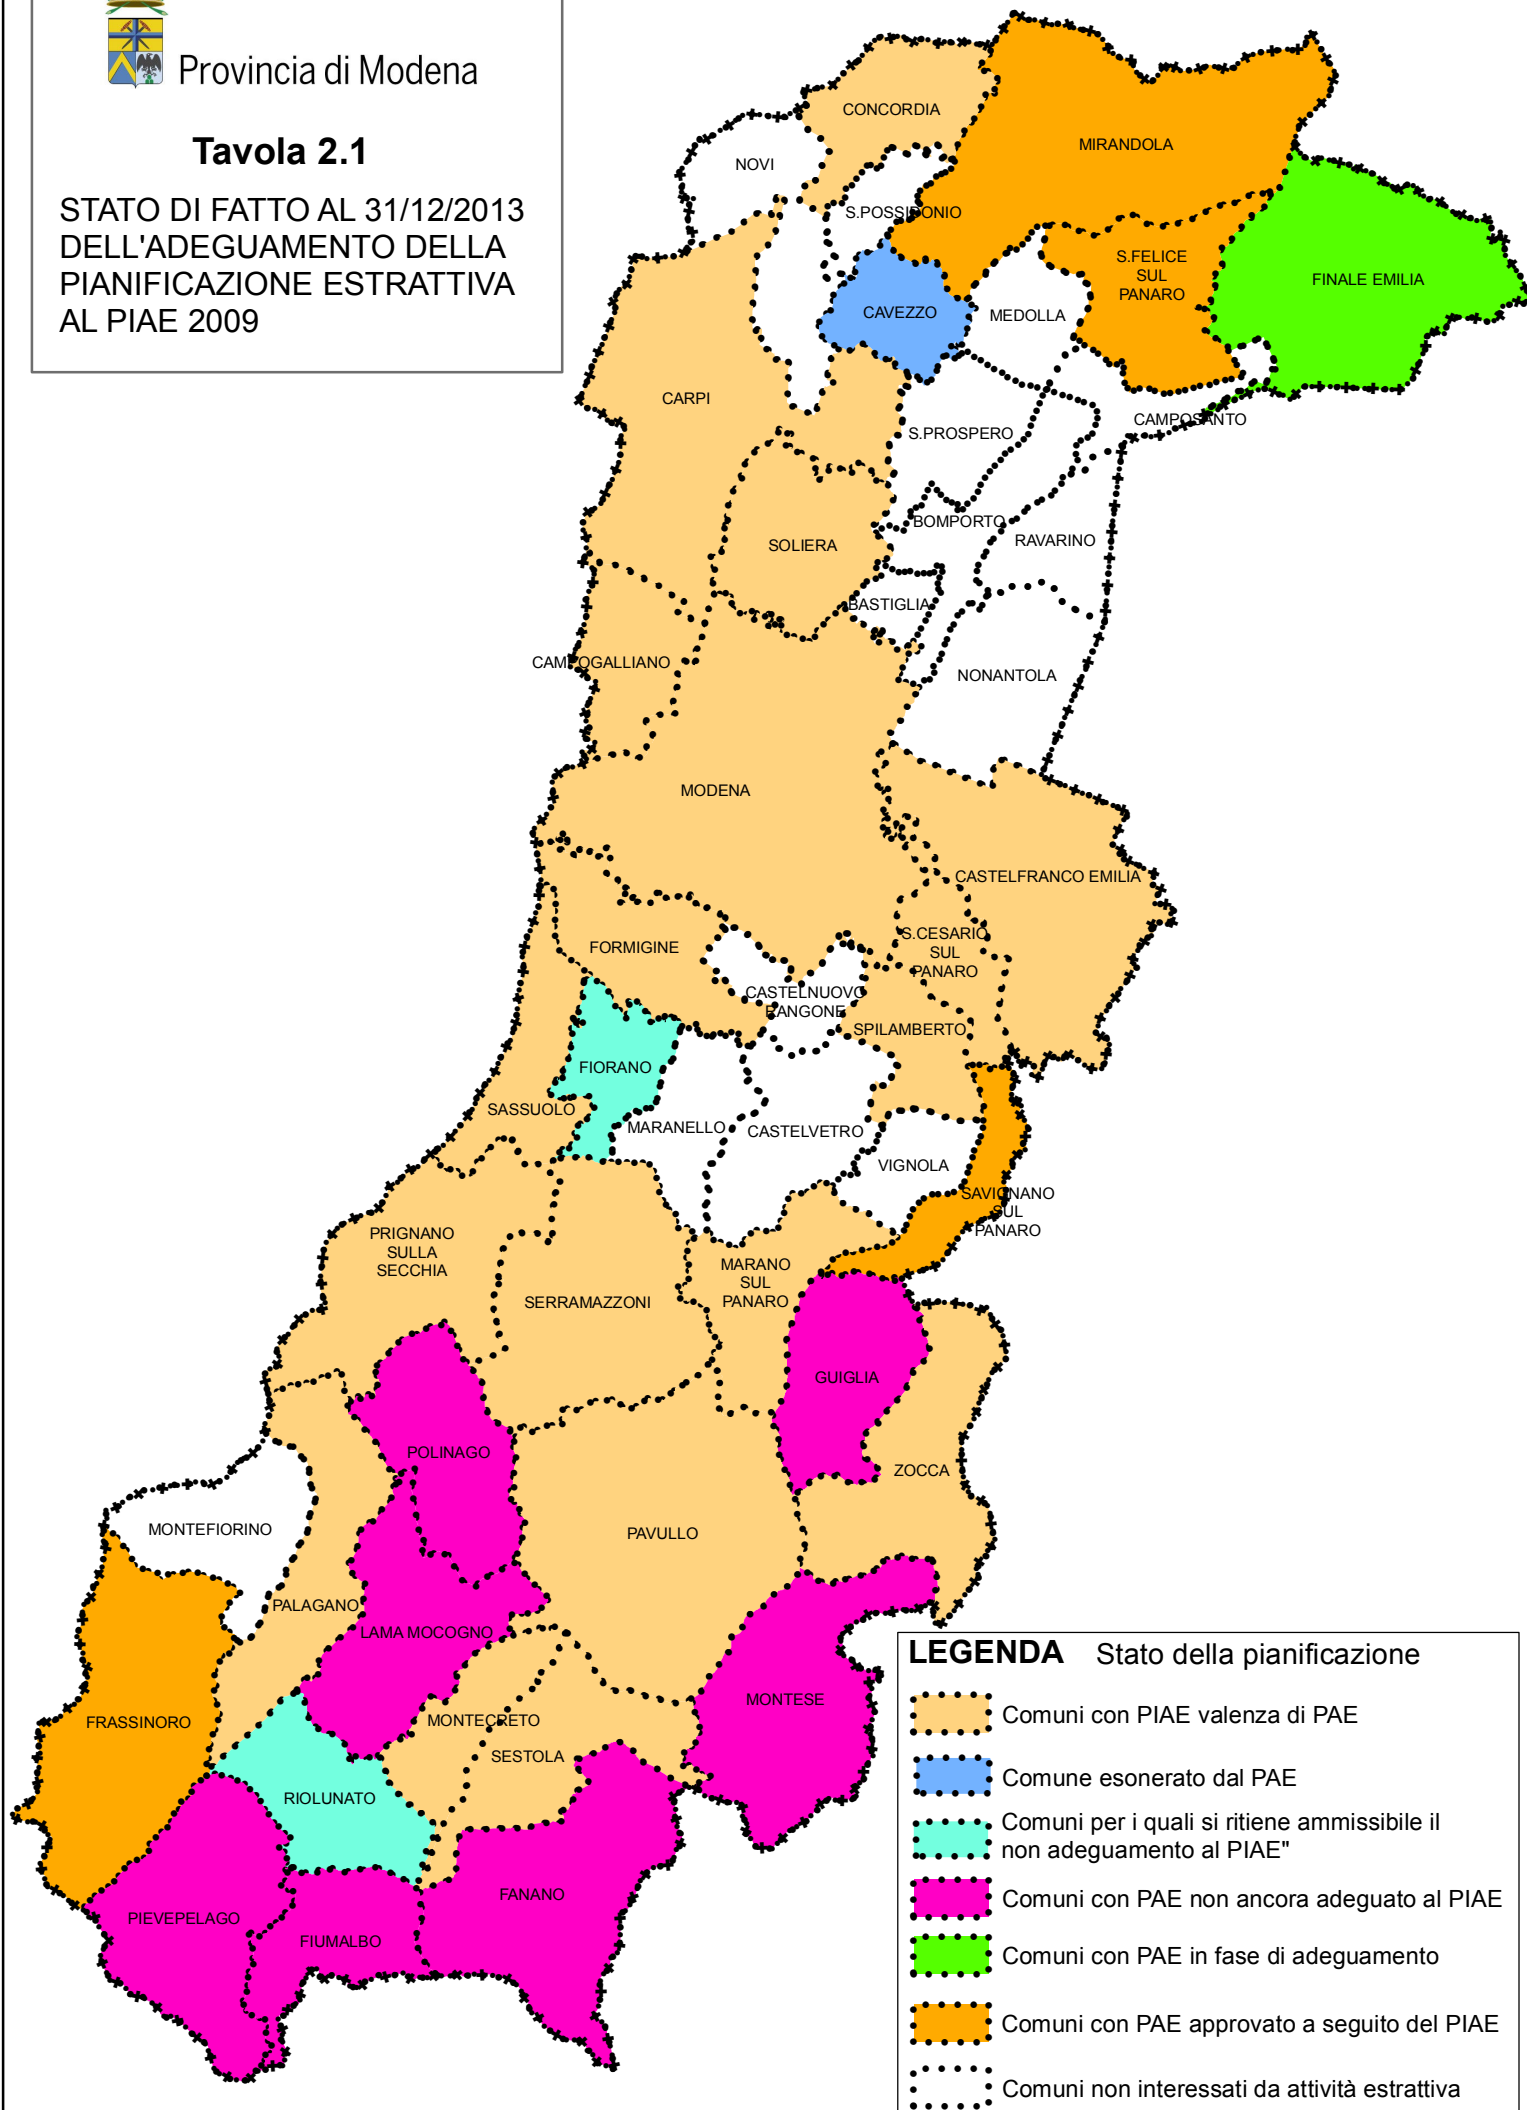 Provincia di Modena
Tavola 2.1
STATO DI FATTO AL 31/12/2013
DELL'ADEGUAMENTO DELLA
PIANIFICAZIONE ESTRATTIVA
AL PIAE 2009
CONCORDIA
MIRANDOLA
NOVI
S.POSSIDONIO
S.FELICE
SUL
PANARO
FINALE EMILIA
CAVEZZO
MEDOLLA
CARPI
CAMPOSANTO
S.PROSPERO
BOMPORTO
RAVARINO
SOLIERA
BASTIGLIA
CAMPOGALLIANO
NONANTOLA
MODENA
CASTELFRANCO EMILIA
FORMIGINE
S.CESARIO
SUL
PANARO
CASTELNUOVO
RANGONE
SPILAMBERTO
FIORANO
SASSUOLO
MARANELLO
CASTELVETRO
VIGNOLA
SAVIGNANO
SUL
PANARO
PRIGNANO
SULLA
SECCHIA
MARANO
SUL
PANARO
SERRAMAZZONI
GUIGLIA
POLINAGO
ZOCCA
MONTEFIORINO
PAVULLO
PALAGANO
LAMA MOCOGNO
MONTESE
FRASSINORO
MONTECRETO
SESTOLA
RIOLUNATO
FANANO
PIEVEPELAGO
FIUMALBO
LEGENDA Stato della pianificazione
Comuni con PIAE valenza di PAE
Comune esonerato dal PAE
Comuni per i quali si ritiene ammissibile il
non adeguamento al PIAE"
Comuni con PAE non ancora adeguato al PIAE
Comuni con PAE in fase di adeguamento
Comuni con PAE approvato a seguito del PIAE
Comuni non interessati da attività estrattiva